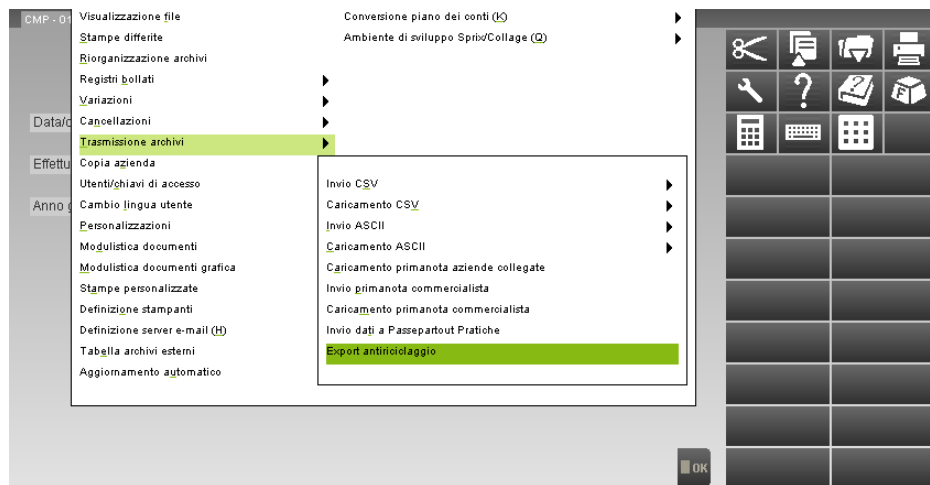 CMP - 01
Visualizzazione file
Stampe differite
Riorganizzazione archivi
Registri bollati
Variazioni
Cancellazioni
Trasmissione archivi
Copia azienda
Utenti/chiavi di accesso
Cambio lingua utente
Personalizzazioni
Modulistica documenti
Modulistica documenti grafica
Stampe personalizzate
Definizione stampanti
Definizione server e-mail (H)
Tabella archivi esterni
Aggiornamento automatico
Conversione piano dei conti (K)
Ambiente di sviluppo Sprix/Collage (Q)
Data/o
Effettu
Anno g
Invio CSV
Caricamento CSV
Invio ASCII
Caricamento ASCII
Caricamento primanota aziende collegate
Invio primanota commercialista
Caricamento primanota commercialista
Invio dati a Passepartout Pratiche
Export antiriciclaggio
F
OK